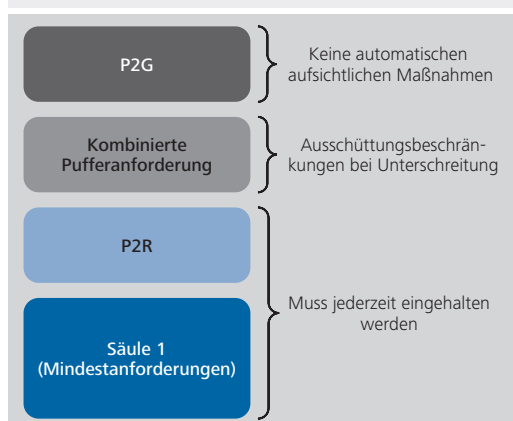 P2G
Keine automatischen
aufsichtlichen Maßnahmen
Kombinierte
Pufferanforderung
Ausschüttungsbeschrän-
kungen bei Unterschreitung
P2R
Säule 1
(Mindestanforderungen)
Muss jederzeit eingehalten
werden